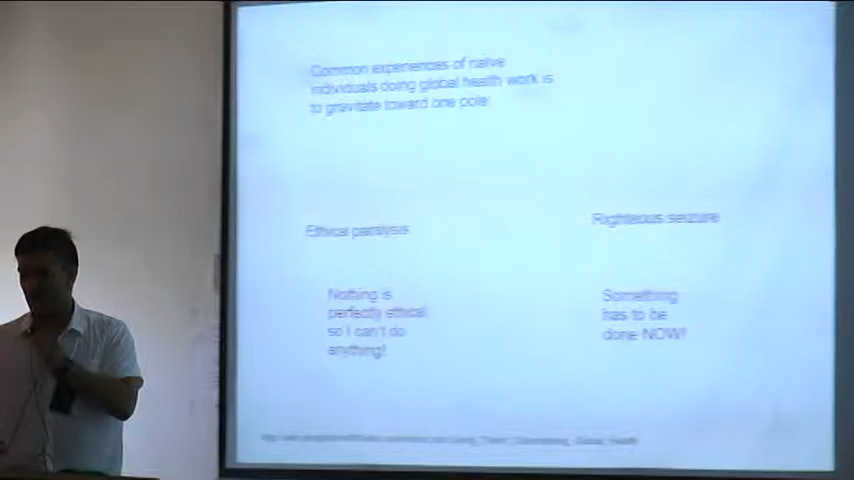 Common experiences of naive
individuals doing global health work is
to gravitate toward one pole
Ethical paralysis
Righteous seizure
Nothing is
perfectly ethical
so I can't do
anything!
Something
has to be
done NOW!